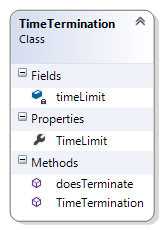 TimeTermination
Class
Fields
timeLimit
Properties
TimeLimit
Methods
doesTerminate
TimeTermination